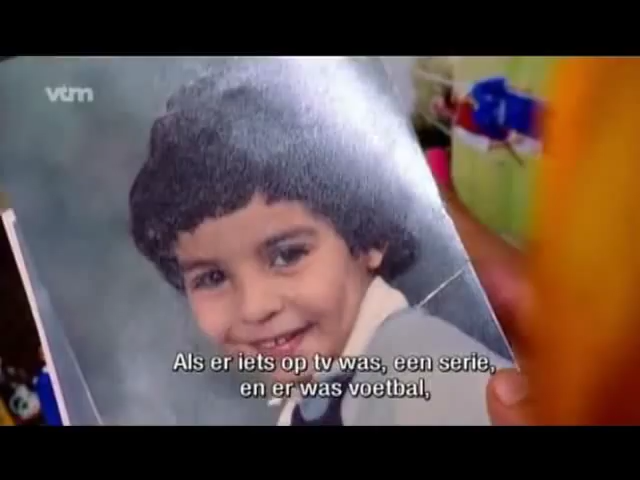 vtm
Als er iets op tv was, een serie,
en er was voetbal,